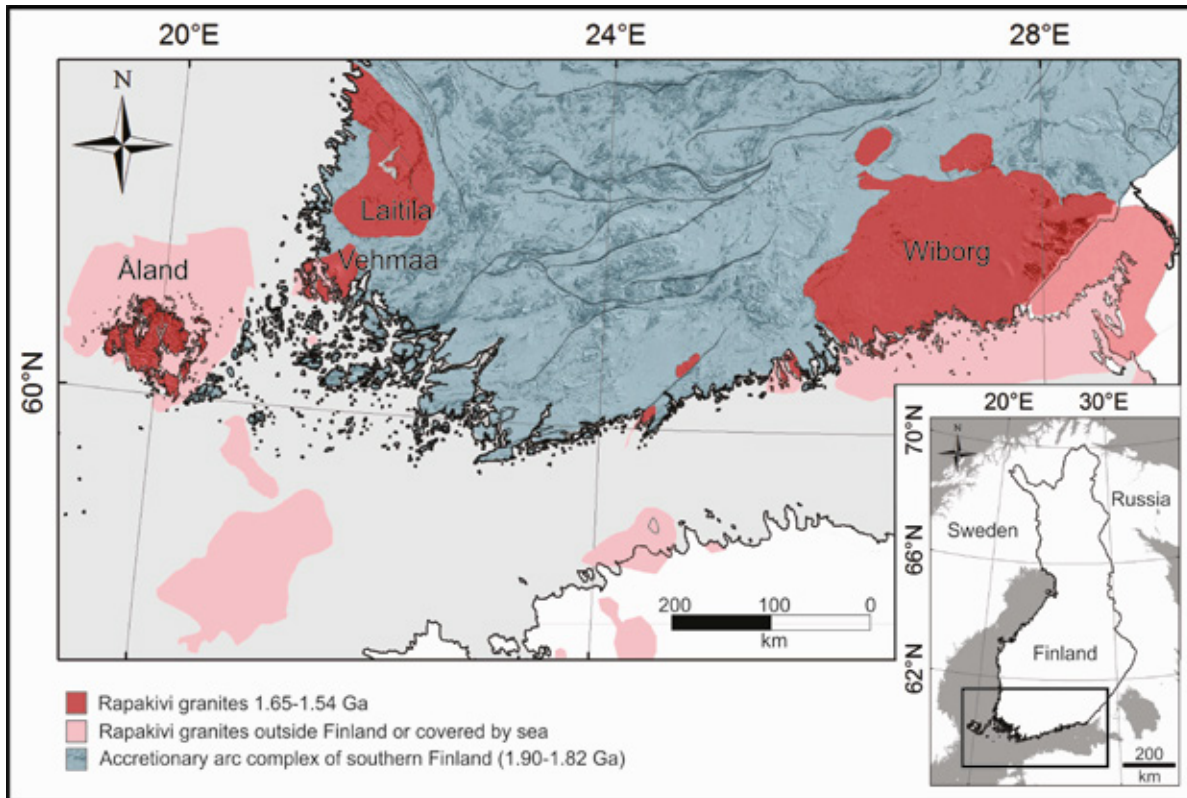 20°E 24°E 28°E
N
Laitila
Wiborg
Vehmaa
Åland
60°N
200 100 0
km
20°E 30°E
N
70°N
Russia
Sweden
66°N
Finland
62°N
200
km
Rapakivi granites 1.65-1.54 Ga
Rapakivi granites outside Finland or covered by sea
Accretionary arc complex of southern Finland (1.90-1.82 Ga)